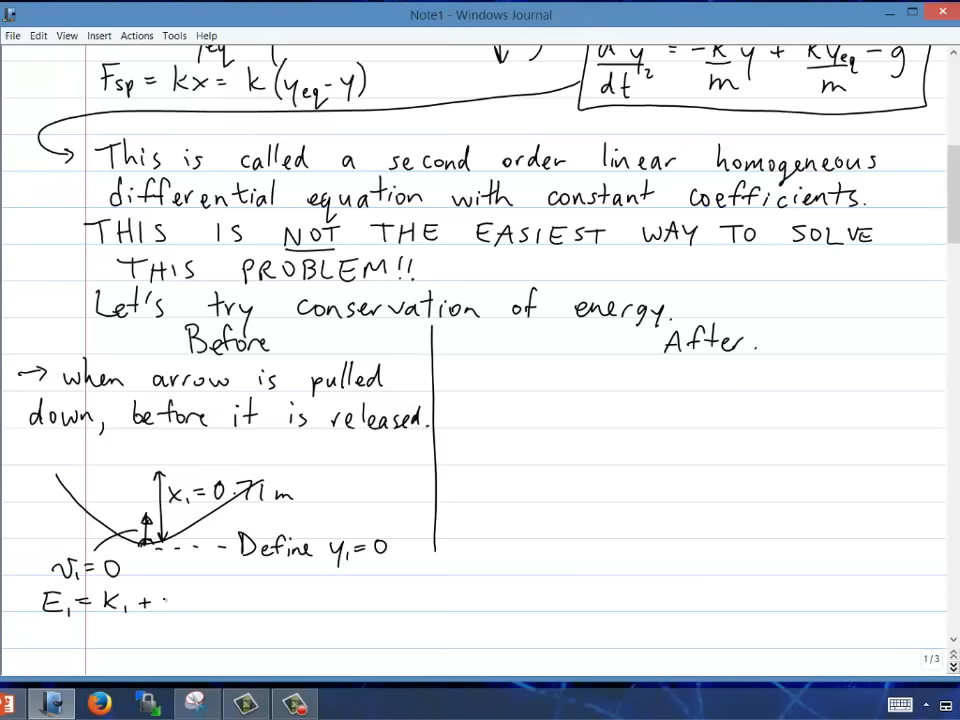 Note1 - Windows Journal
File Edit View Insert Actions Tools Help
yeq
Fsp = kx = k (yeq - y)
d y / dt² = -k/m y + kyeq/m - g
This is called a second order linear homogeneous
differential equation with constant coefficients.
THIS IS NOT THE EASIEST WAY TO SOLVE
THIS PROBLEM!!
Let's try conservation of energy.
Before
After.
→ when arrow is pulled
down, before it is released.
x₁ = 0.71 m
Define y₁ = 0
v₁ = 0
E₁ = K₁ +
1/3